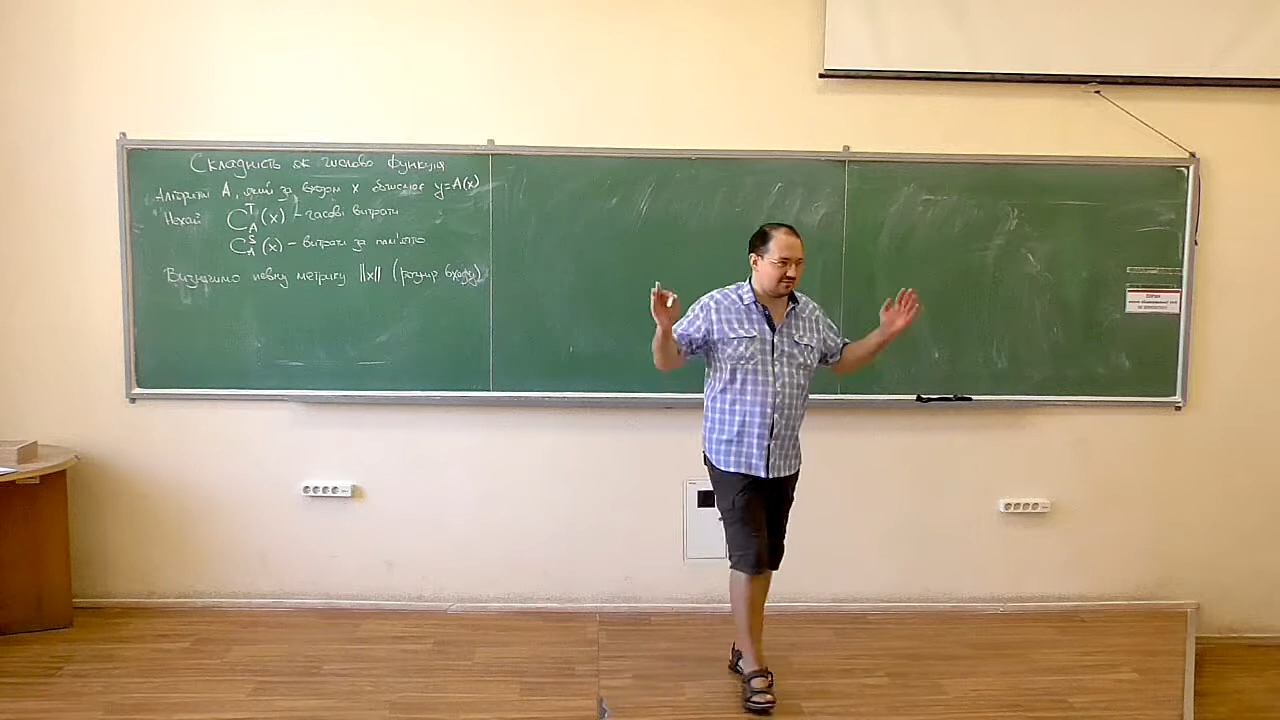 Складність як числова функція
Алгоритм A, який за входом x обчислює y=A(x)
Нехай C_A^T(x) – часові витрати
C_A^S(x) – витрати за пам'яттю
Визначимо певну метрику ||x|| (розмір входу)